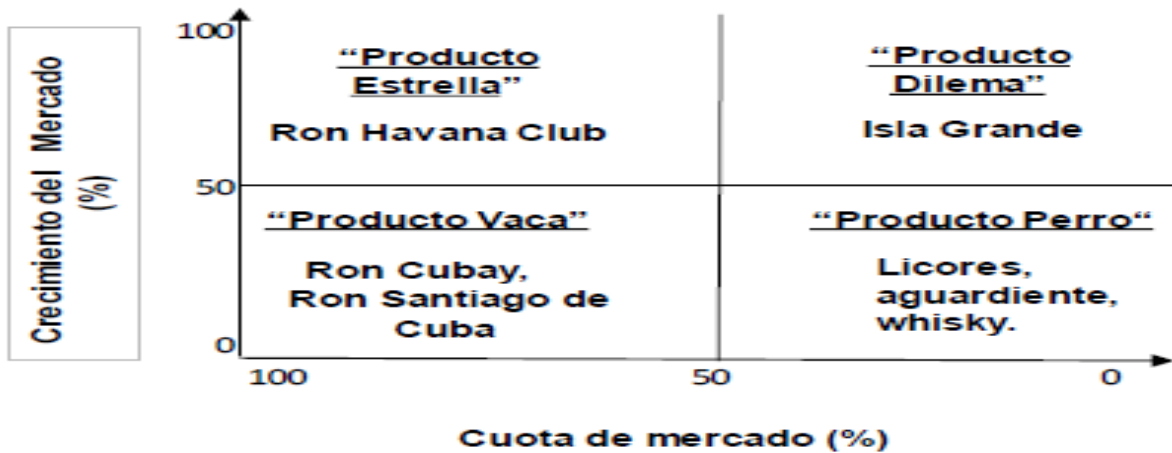 Crecimiento del Mercado
(%)
100
50
0
“Producto
Estrella”
Ron Havana Club
“Producto
Dilema”
Isla Grande
“Producto Vaca”
Ron Cubay,
Ron Santiago de
Cuba
“Producto Perro“
Licores,
aguardiente,
whisky.
100
50
0
Cuota de mercado (%)